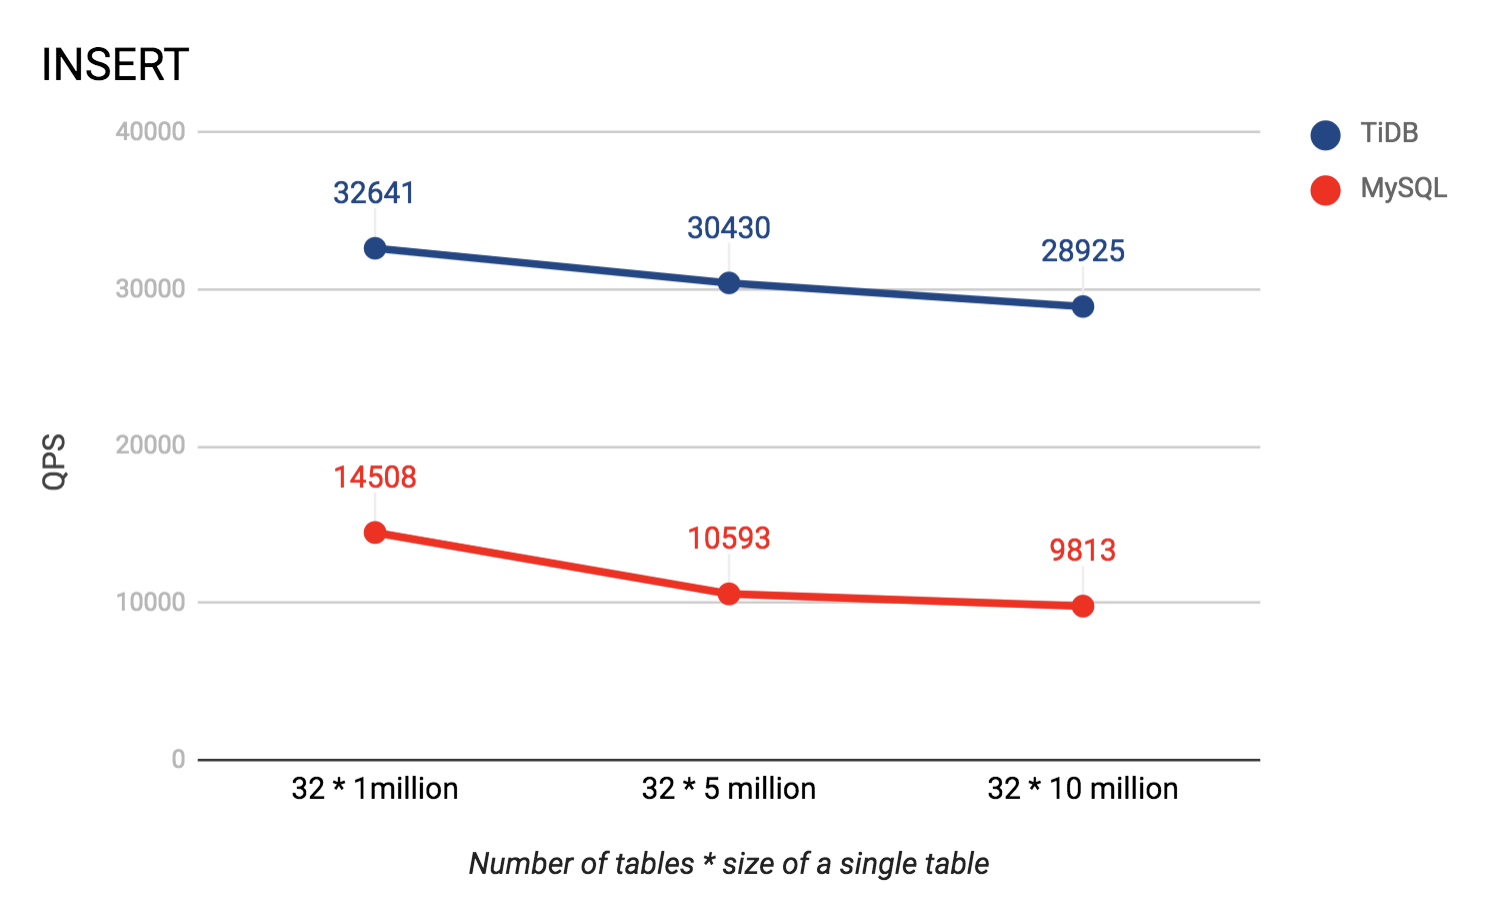 INSERT
40000
TiDB
MySQL
32641
30430
28925
30000
QPS
20000
14508
10593
9813
10000
0
32 * 1million
32 * 5 million
32 * 10 million
Number of tables * size of a single table